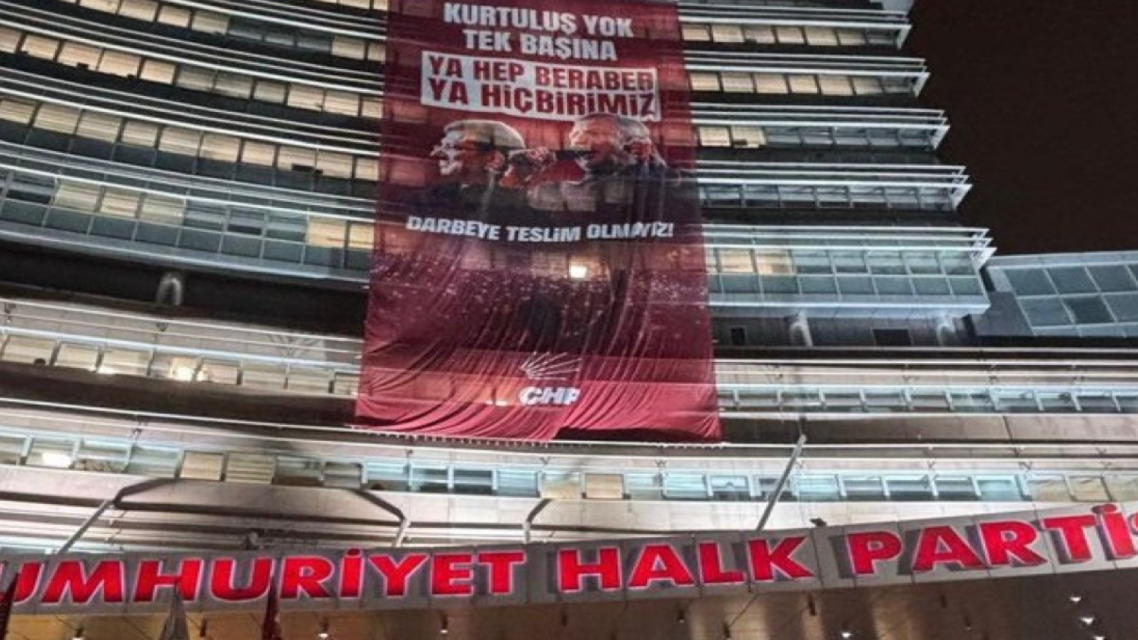 KURTULUŞ YOK
TEK BAŞINA
YA HEP BERABER
YA HİÇBİRİMİZ
DARBEYE TESLİM OLMAYIZ!
CHP
UMHURİYET HALK PARTİS